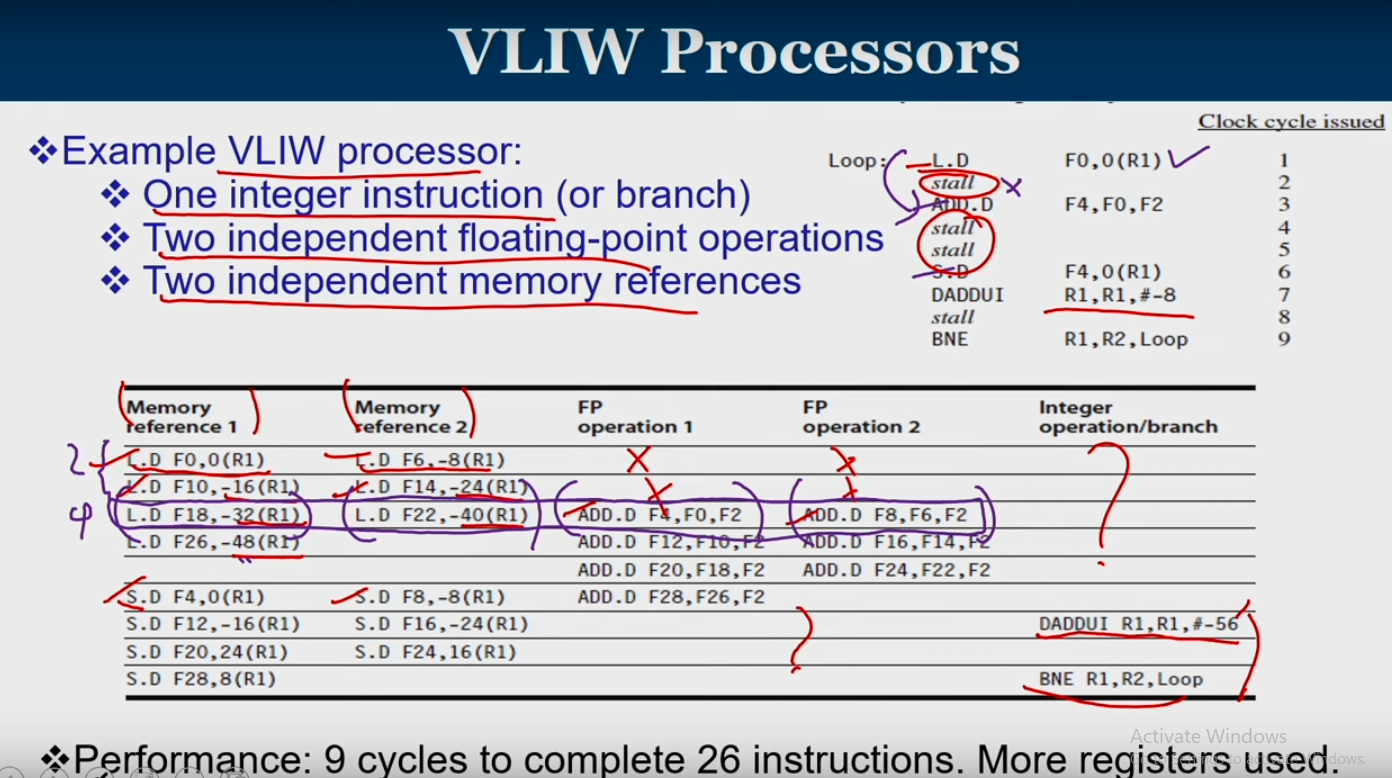 VLIW Processors
❖Example VLIW processor:
❖ One integer instruction (or branch)
❖ Two independent floating-point operations
❖ Two independent memory references
Clock cycle issued
Loop: L.D F0,0(R1) 1
stall 2
ADD.D F4,F0,F2 3
stall 4
stall 5
S.D F4,0(R1) 6
DADDUI R1,R1,#-8 7
stall 8
BNE R1,R2,Loop 9
Memory reference 1 Memory reference 2 FP operation 1 FP operation 2 Integer operation/branch
2 L.D F0,0(R1) L.D F6,-8(R1) X X ?
L.D F10,-16(R1) L.D F14,-24(R1) X X
4 L.D F18,-32(R1) L.D F22,-40(R1) ADD.D F4,F0,F2 ADD.D F8,F6,F2
L.D F26,-48(R1) ADD.D F12,F10,F2 ADD.D F16,F14,F2
ADD.D F20,F18,F2 ADD.D F24,F22,F2
S.D F4,0(R1) S.D F8,-8(R1) ADD.D F28,F26,F2
S.D F12,-16(R1) S.D F16,-24(R1) DADDUI R1,R1,#-56
S.D F20,24(R1) S.D F24,16(R1)
S.D F28,8(R1) BNE R1,R2,Loop
❖Performance: 9 cycles to complete 26 instructions. More registers used
Activate Windows
Go to Settings to activate Windows.